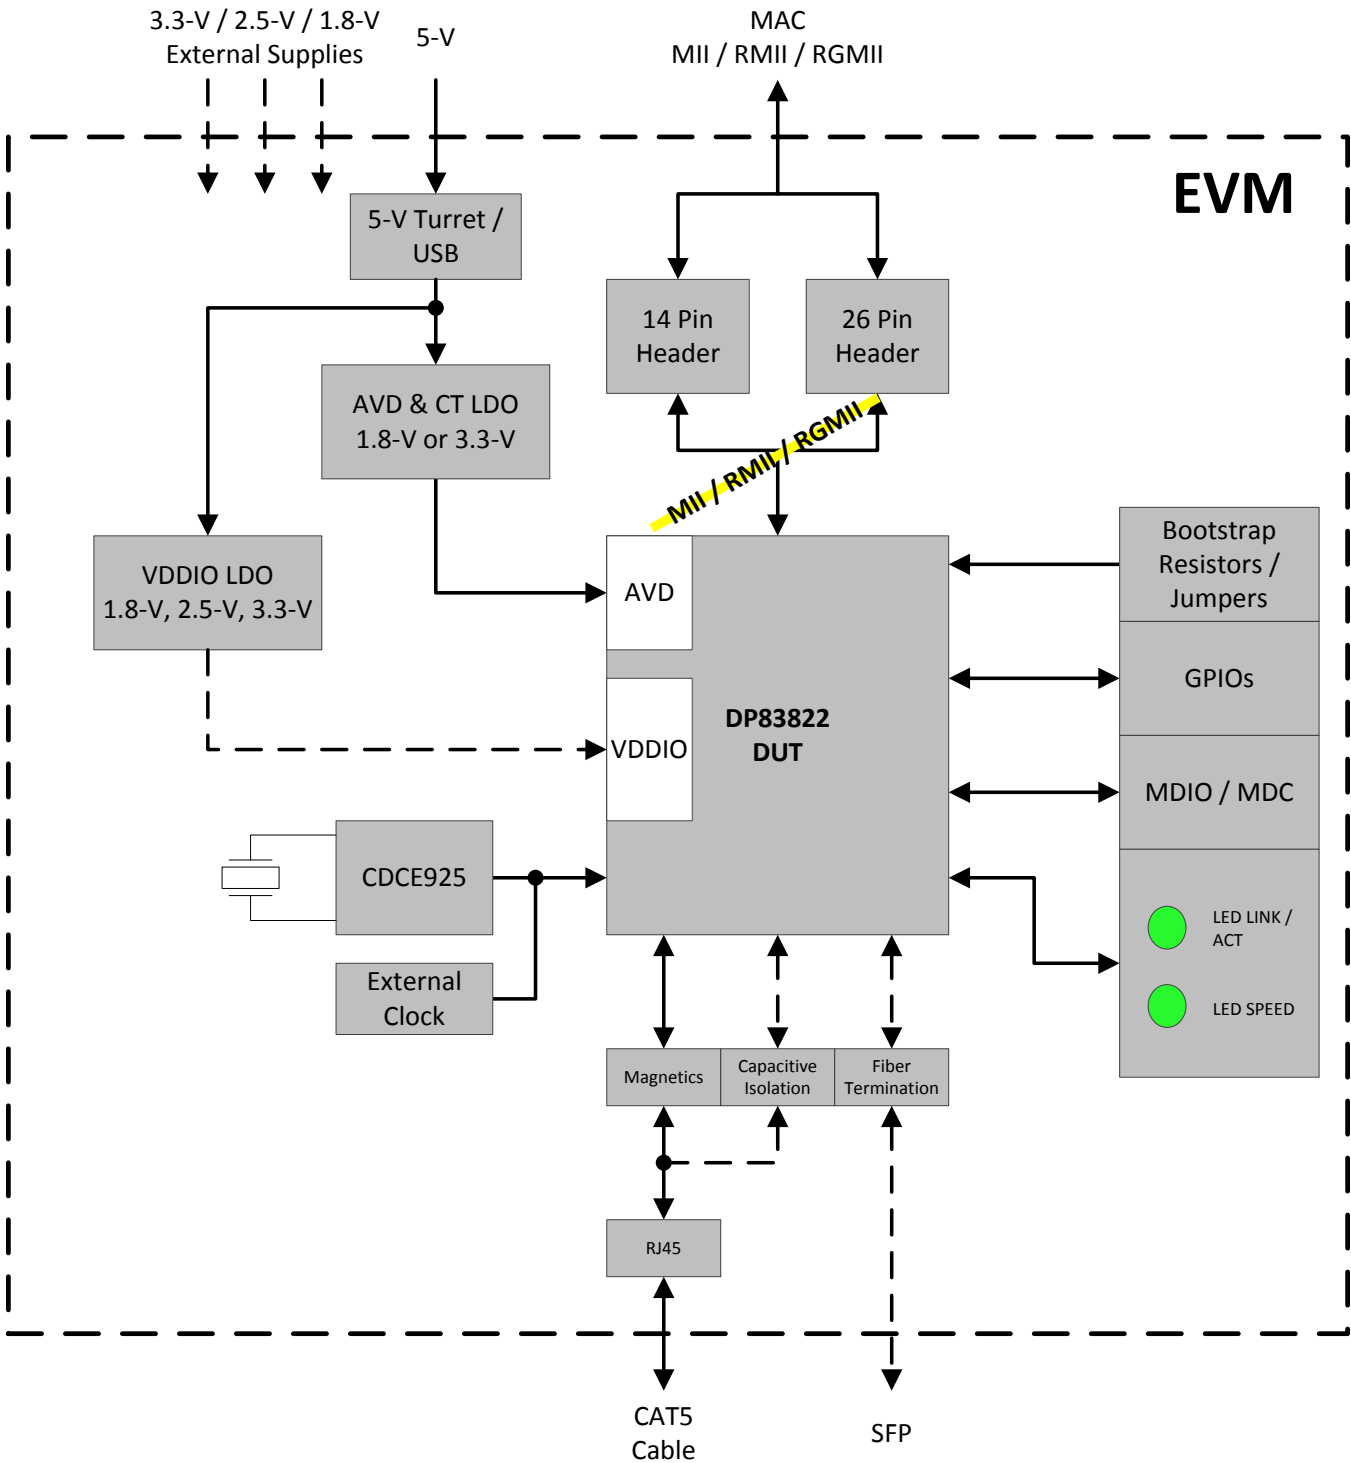 3.3-V / 2.5-V / 1.8-V
External Supplies
5-V
MAC
MII / RMII / RGMII
EVM
5-V Turret /
USB
14 Pin
Header
26 Pin
Header
AVD & CT LDO
1.8-V or 3.3-V
MII / RMII / RGMII
VDDIO LDO
1.8-V, 2.5-V, 3.3-V
AVD
VDDIO
DP83822
DUT
Bootstrap
Resistors /
Jumpers
GPIOs
MDIO / MDC
LED LINK /
ACT
LED SPEED
CDCE925
External
Clock
Magnetics
Capacitive
Isolation
Fiber
Termination
RJ45
CAT5
Cable
SFP